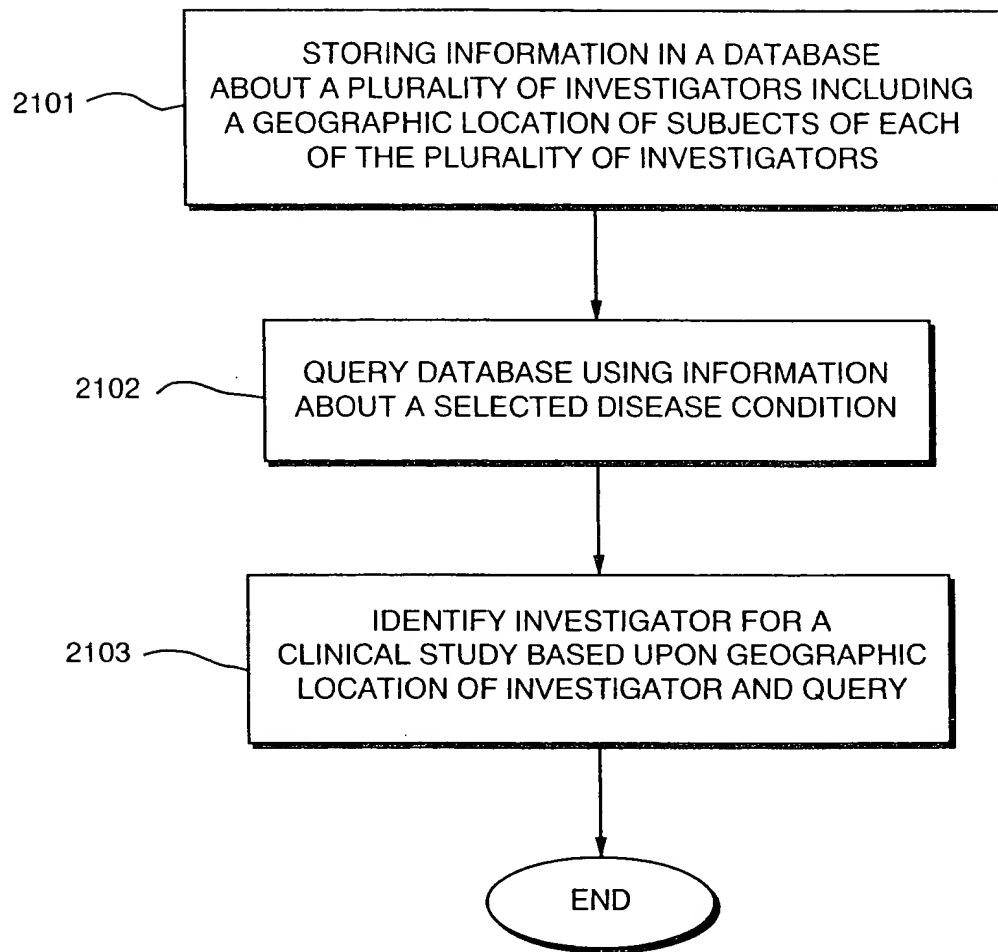 2101
STORING INFORMATION IN A DATABASE
ABOUT A PLURALITY OF INVESTIGATORS INCLUDING
A GEOGRAPHIC LOCATION OF SUBJECTS OF EACH
OF THE PLURALITY OF INVESTIGATORS
2102
QUERY DATABASE USING INFORMATION
ABOUT A SELECTED DISEASE CONDITION
2103
IDENTIFY INVESTIGATOR FOR A
CLINICAL STUDY BASED UPON GEOGRAPHIC
LOCATION OF INVESTIGATOR AND QUERY
END